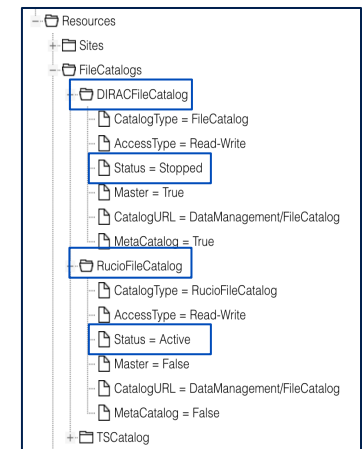 Resources
Sites
FileCatalogs
DIRACFileCatalog
CatalogType = FileCatalog
AccessType = Read-Write
Status = Stopped
Master = True
CatalogURL = DataManagement/FileCatalog
MetaCatalog = True
RucioFileCatalog
CatalogType = RucioFileCatalog
AccessType = Read-Write
Status = Active
Master = False
CatalogURL = DataManagement/FileCatalog
MetaCatalog = False
TSCatalog